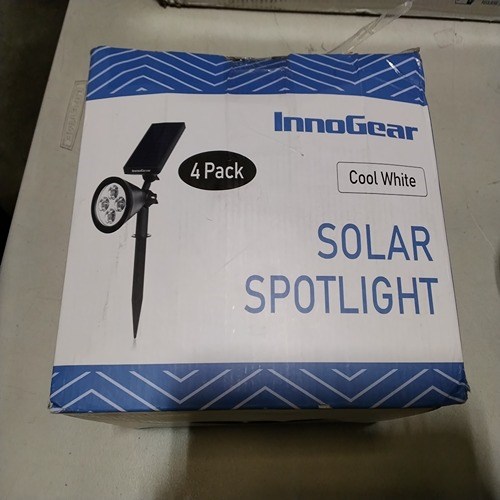 InnoGear
4 Pack
Cool White
SOLAR
SPOTLIGHT